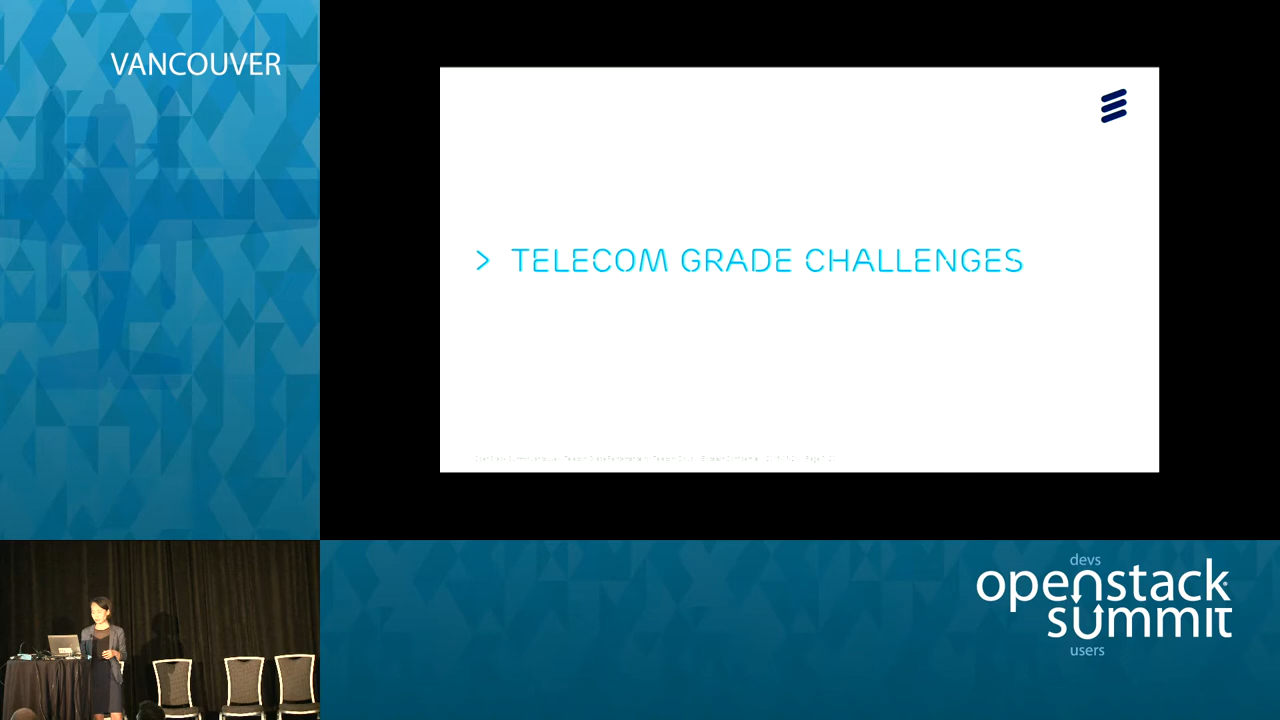 VANCOUVER
> TELECOM GRADE CHALLENGES
devs
openstack
summit
users